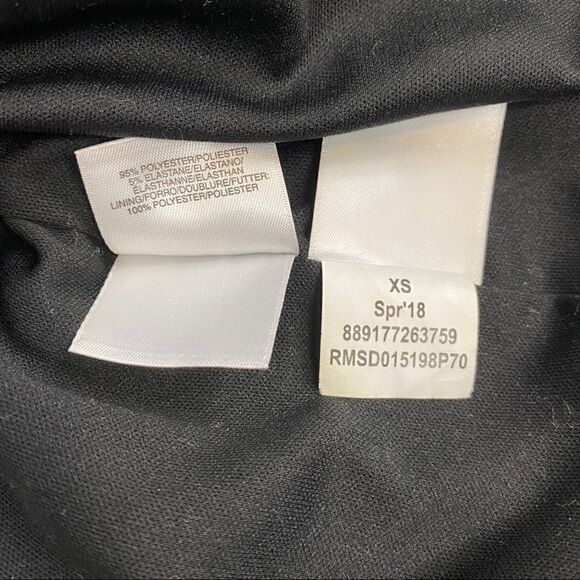 95% POLYESTER/POLIESTER
5% ELASTANE/ELASTANO/
ELASTHANNE/ELASTHAN
LINING/FORRO/DOUBLURE/FUTTER:
100% POLYESTER/POLIESTER
XS
Spr'18
889177263759
RMSD015198P70